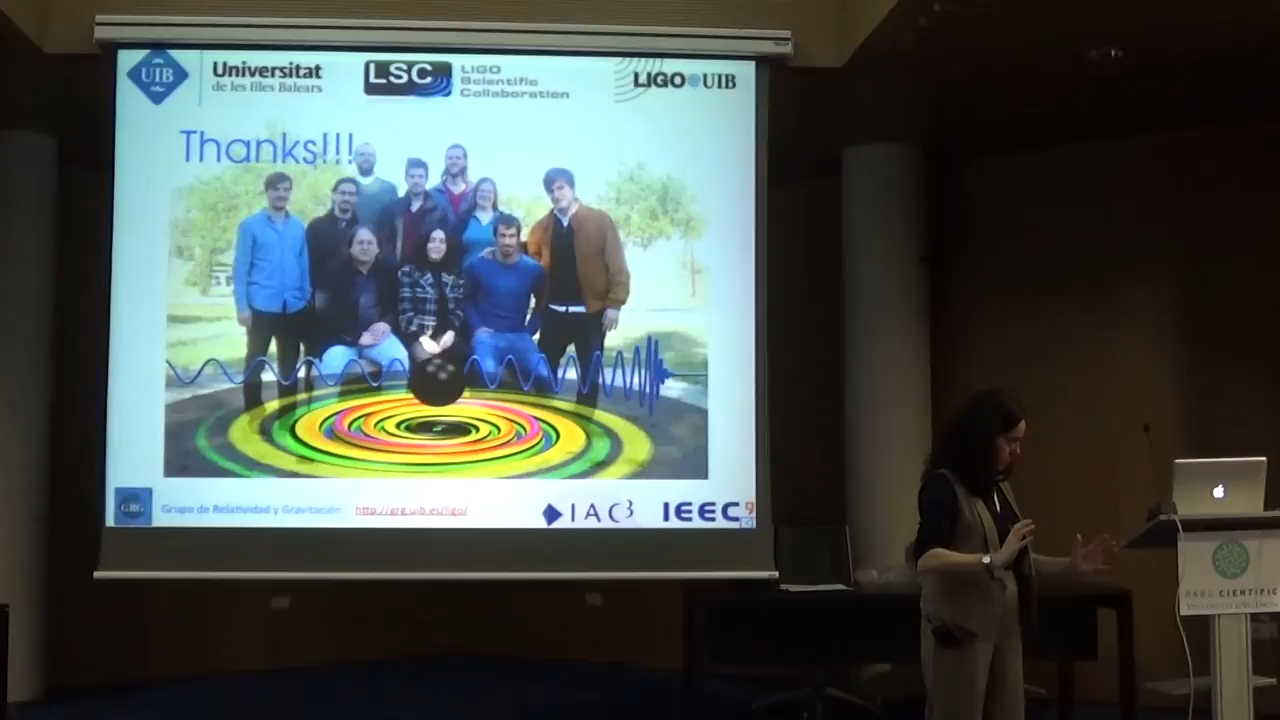 UIB
Universitat
de les Illes Balears
LSC
LIGO
Scientific
Collaboration
LIGO@UIB
Thanks!!!
GRG
Grupo de Relatividad y Gravitación
http://grg.uib.es/ligo/
IAC3
IEEC
PARC CIENTÍFIC